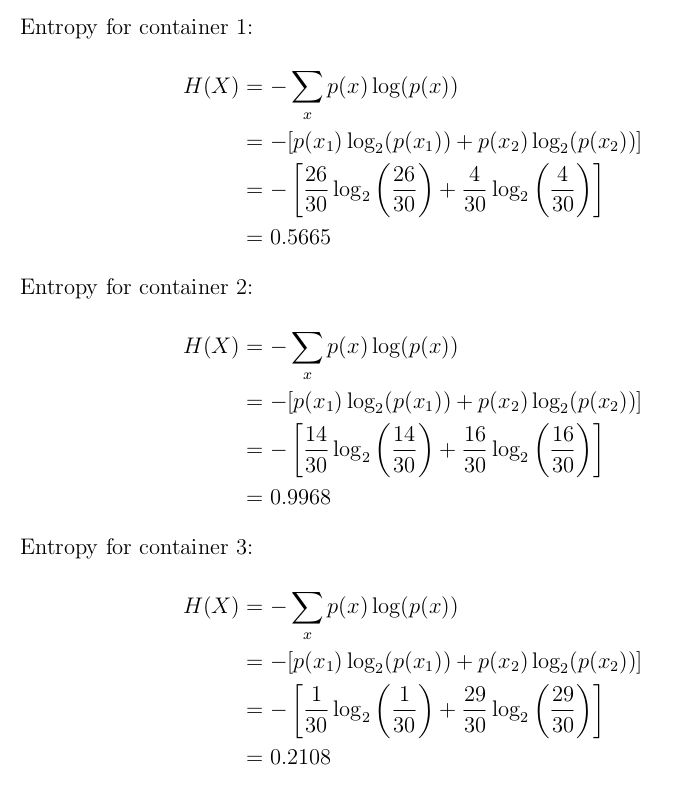 Entropy for container 1:
H(X) = −∑ₓ p(x) log(p(x))
= −[p(x₁) log₂(p(x₁)) + p(x₂) log₂(p(x₂))]
= −[26/30 log₂(26/30) + 4/30 log₂(4/30)]
= 0.5665
Entropy for container 2:
H(X) = −∑ₓ p(x) log(p(x))
= −[p(x₁) log₂(p(x₁)) + p(x₂) log₂(p(x₂))]
= −[14/30 log₂(14/30) + 16/30 log₂(16/30)]
= 0.9968
Entropy for container 3:
H(X) = −∑ₓ p(x) log(p(x))
= −[p(x₁) log₂(p(x₁)) + p(x₂) log₂(p(x₂))]
= −[1/30 log₂(1/30) + 29/30 log₂(29/30)]
= 0.2108